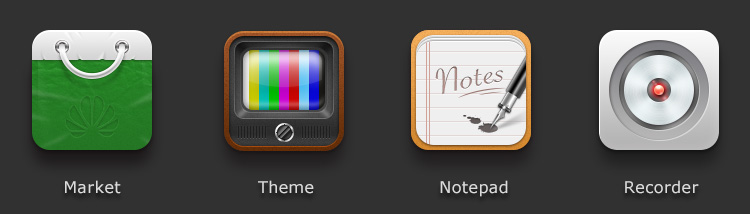 Notes
Market
Theme
Notepad
Recorder